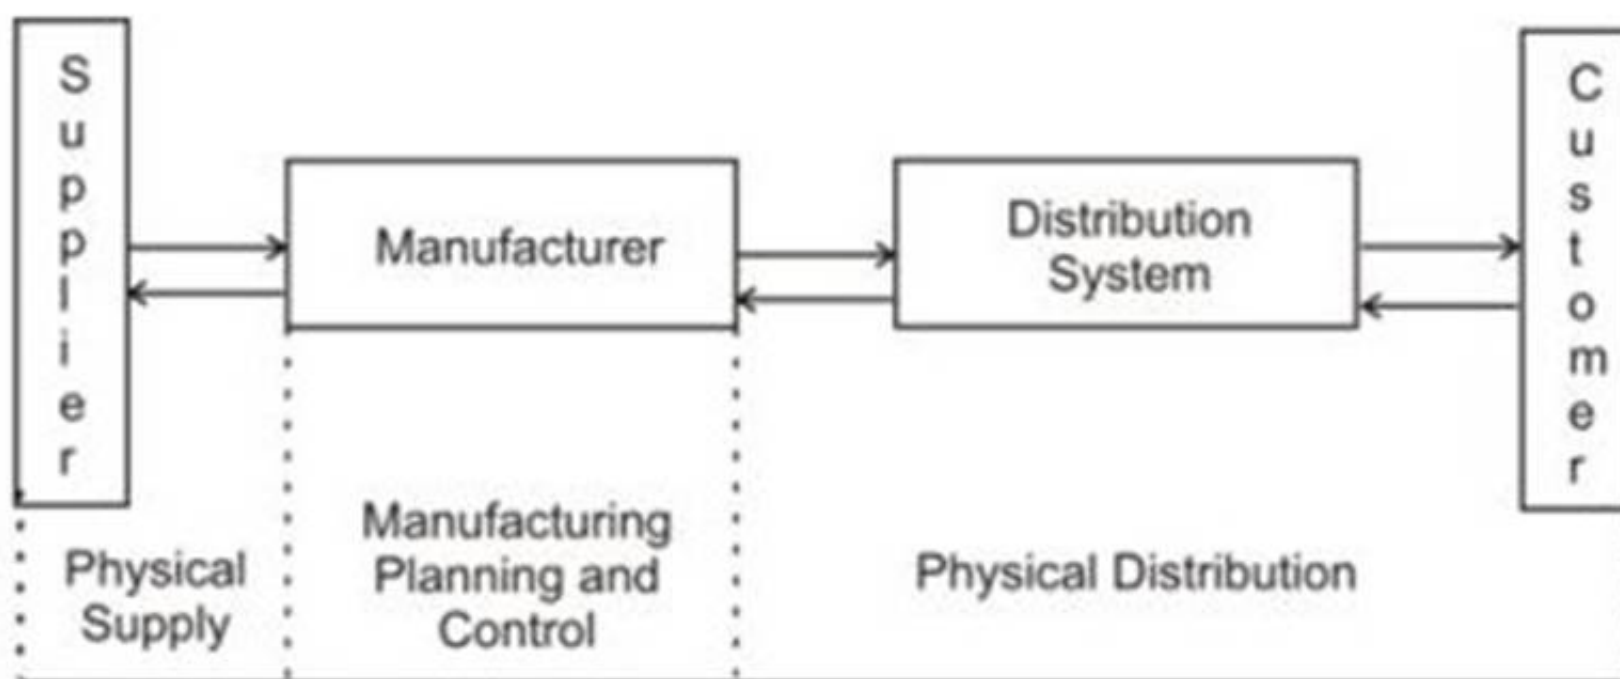 Supplier
Manufacturer
Distribution
System
Customer
Physical
Supply
Manufacturing
Planning and
Control
Physical Distribution